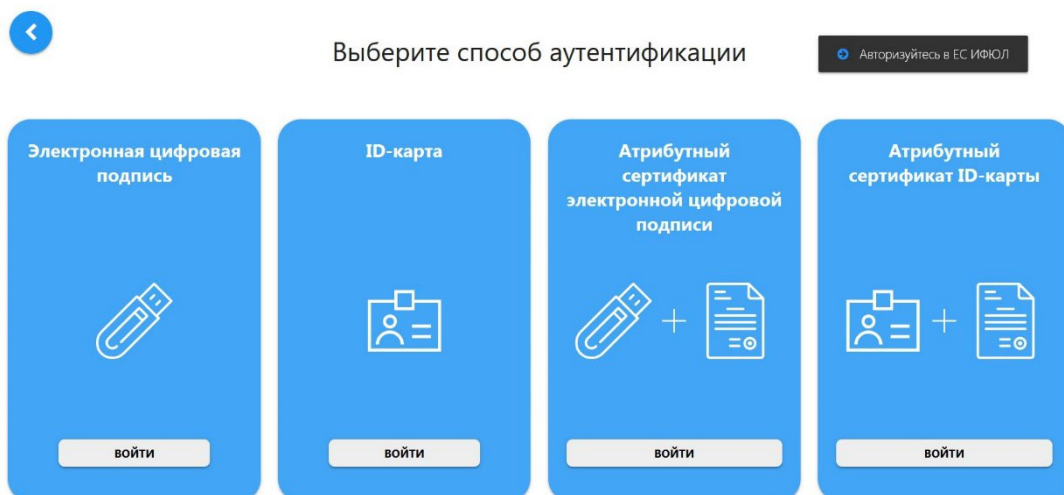 Выберите способ аутентификации
Авторизуйтесь в ЕС ИФЮЛ
Электронная цифровая
подпись
ВОЙТИ
ID-карта
ВОЙТИ
Атрибутный
сертификат
электронной цифровой
подписи
ВОЙТИ
Атрибутный
сертификат ID-карты
ВОЙТИ